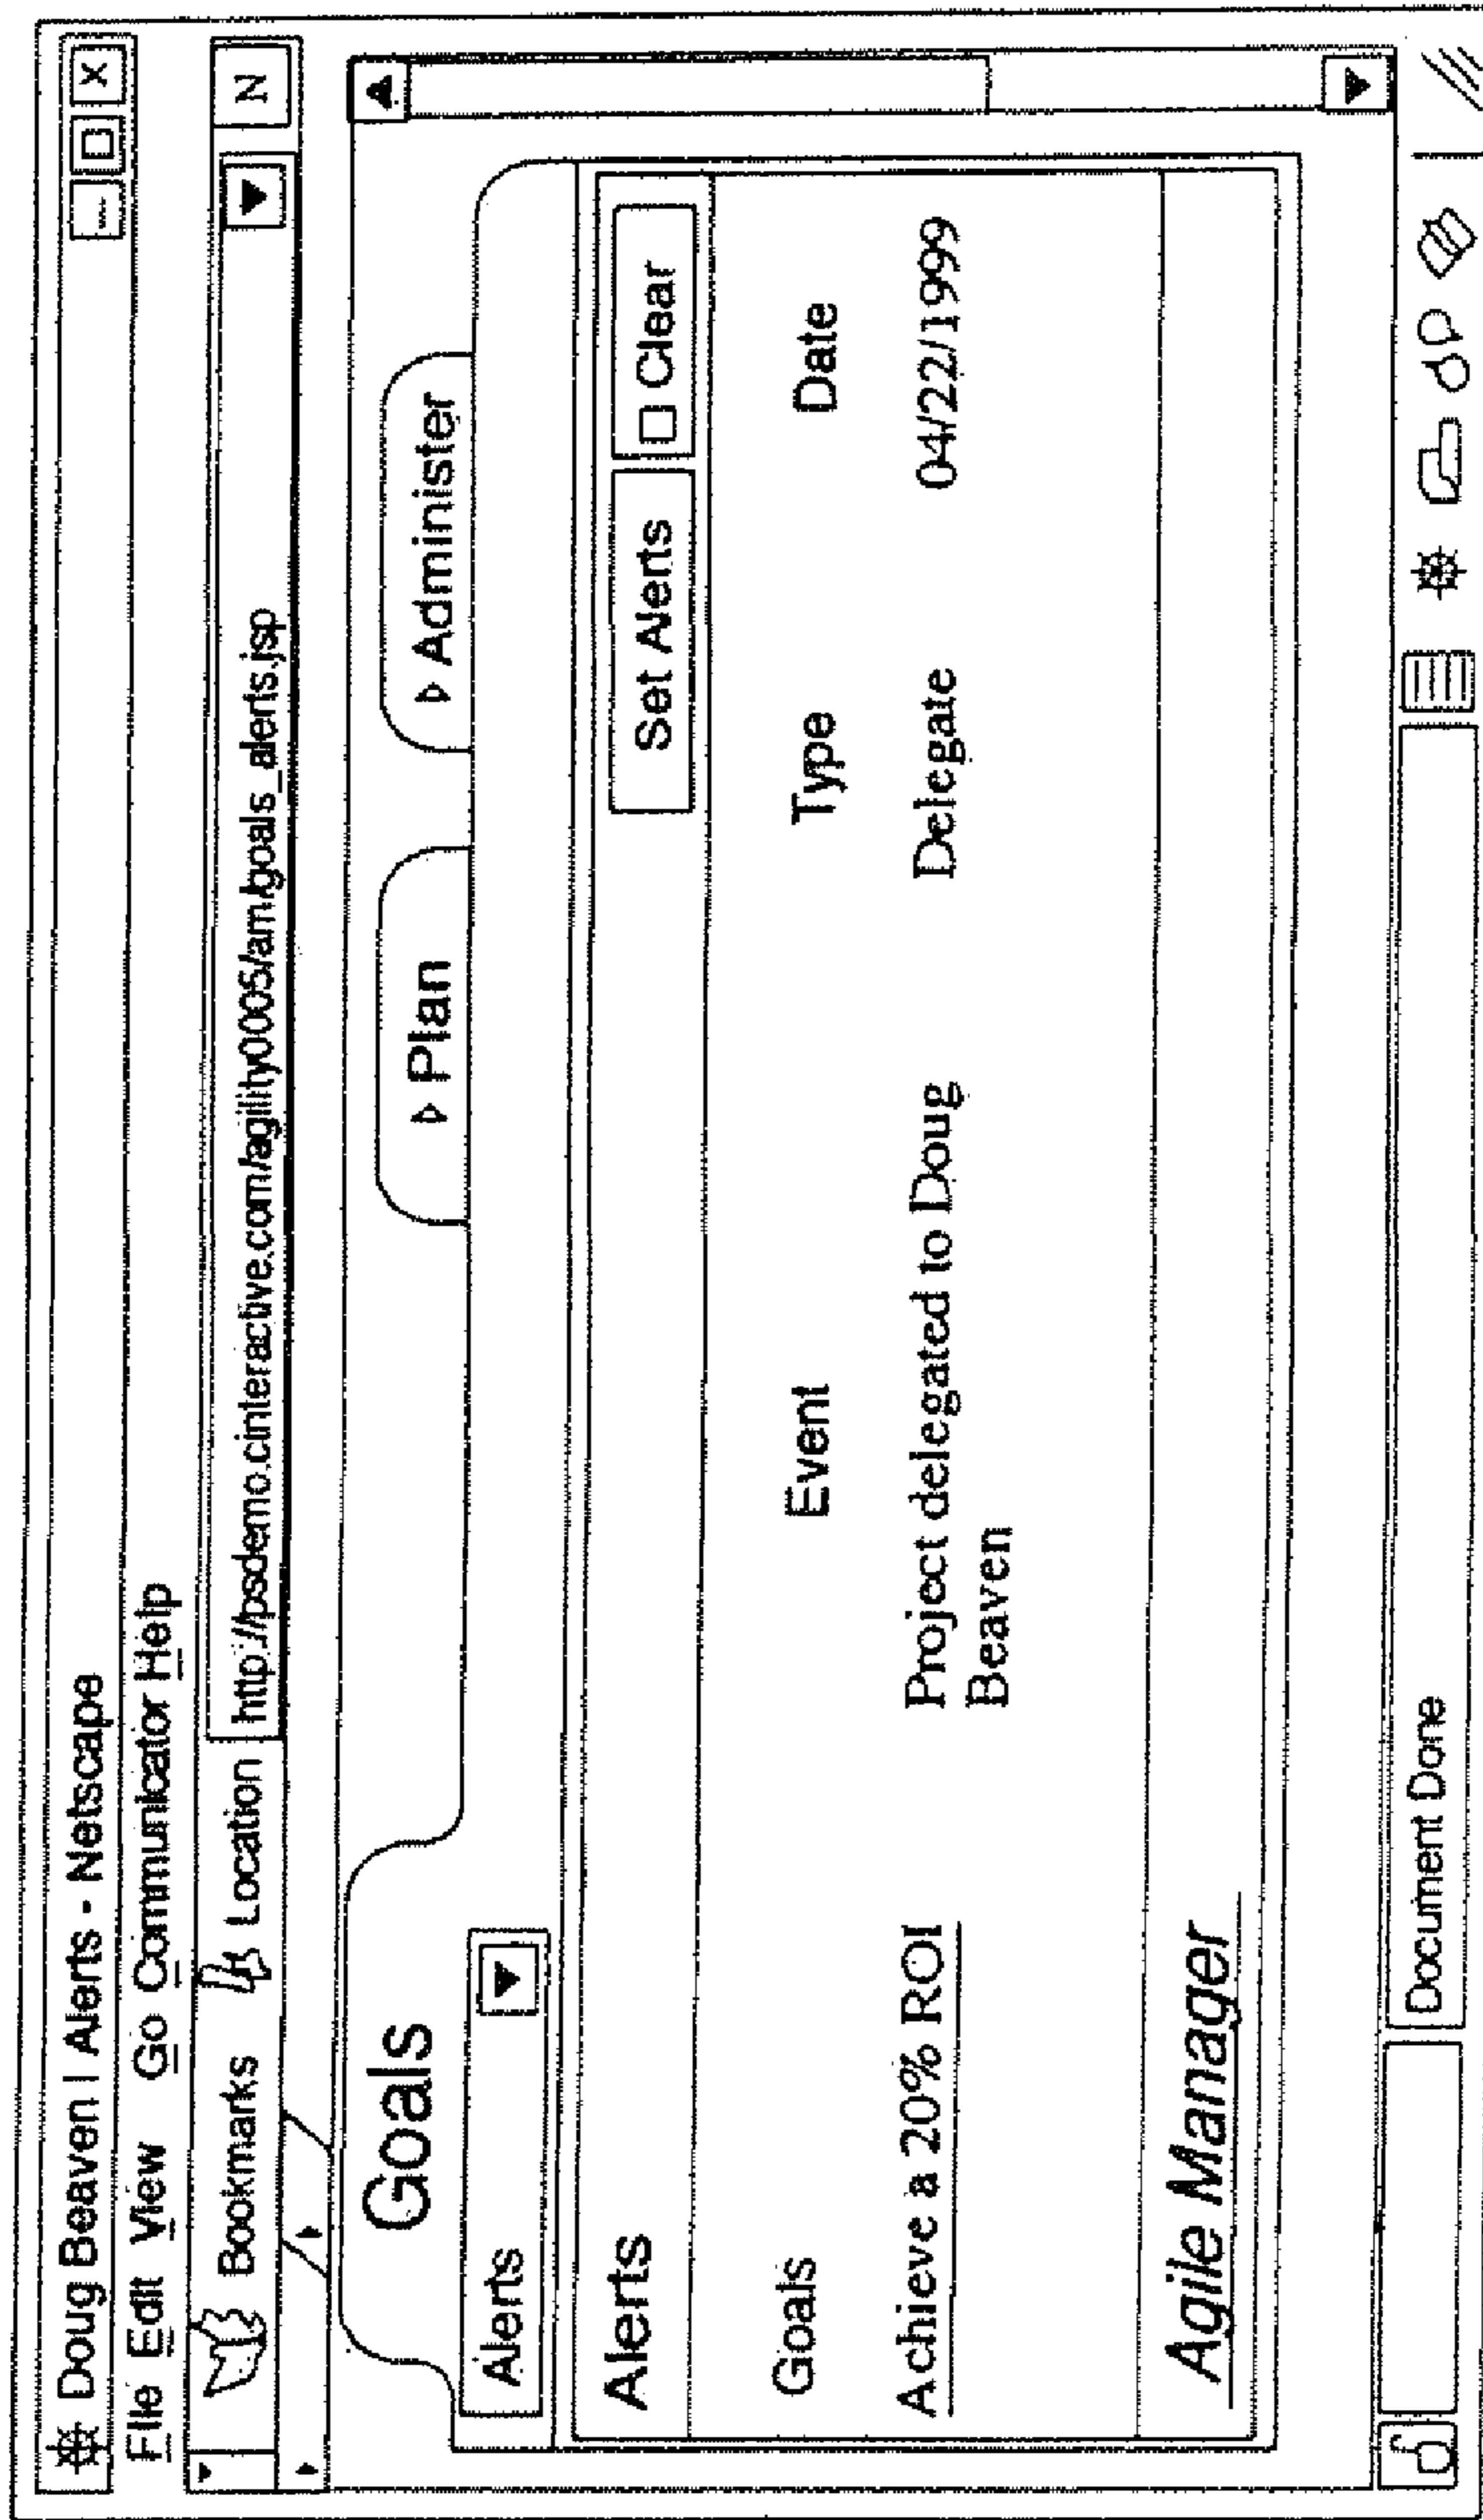 Doug Beaven | Alerts - Netscape
File Edit View Go Communicator Help
Bookmarks Location http://psdemo.cinteractive.com/agility0005/am/goals_alerts.jsp N
Goals Plan Administer
Alerts
Alerts Set Alerts Clear
Goals Event Type Date
Achieve a 20% ROI Project delegated to Doug Delegate 04/22/1999
Beaven
Agile Manager
Document Done